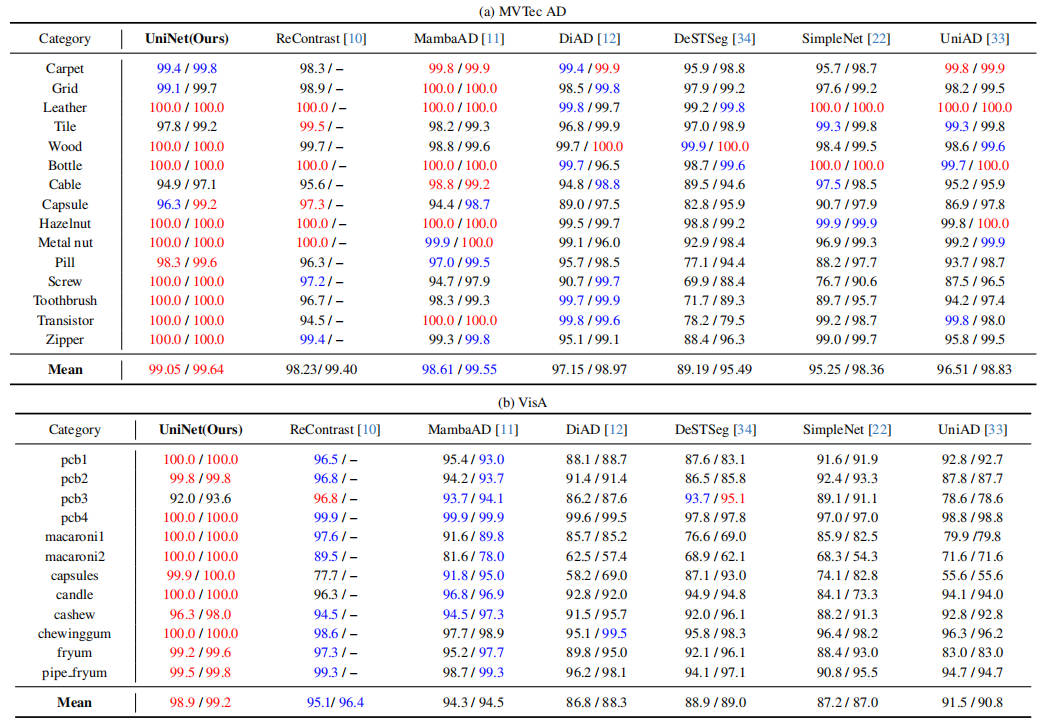 (a) MVTec AD
Category UniNet(Ours) ReContrast [10] MambaAD [11] DiAD [12] DeSTSeg [34] SimpleNet [22] UniAD [33]
Carpet 99.4 / 99.8 98.3 / – 99.8 / 99.9 99.4 / 99.9 95.9 / 98.8 95.7 / 98.7 99.8 / 99.9
Grid 99.1 / 99.7 98.9 / – 100.0 / 100.0 98.5 / 99.8 97.9 / 99.2 97.6 / 99.2 98.2 / 99.5
Leather 100.0 / 100.0 100.0 / – 100.0 / 100.0 99.8 / 99.7 99.2 / 99.8 100.0 / 100.0 100.0 / 100.0
Tile 97.8 / 99.2 99.5 / – 98.2 / 99.3 96.8 / 99.9 97.0 / 98.9 99.3 / 99.8 99.3 / 99.8
Wood 100.0 / 100.0 99.7 / – 98.8 / 99.6 99.7 / 100.0 99.9 / 100.0 98.4 / 99.5 98.6 / 99.6
Bottle 100.0 / 100.0 100.0 / – 100.0 / 100.0 99.7 / 96.5 98.7 / 99.6 100.0 / 100.0 99.7 / 100.0
Cable 94.9 / 97.1 95.6 / – 98.8 / 99.2 94.8 / 98.8 89.5 / 94.6 97.5 / 98.5 95.2 / 95.9
Capsule 96.3 / 99.2 97.3 / – 94.4 / 98.7 89.0 / 97.5 82.8 / 95.9 90.7 / 97.9 86.9 / 97.8
Hazelnut 100.0 / 100.0 100.0 / – 100.0 / 100.0 99.5 / 99.7 98.8 / 99.2 99.9 / 99.9 99.8 / 100.0
Metal nut 100.0 / 100.0 100.0 / – 99.9 / 100.0 99.1 / 96.0 92.9 / 98.4 96.9 / 99.3 99.2 / 99.9
Pill 98.3 / 99.6 96.3 / – 97.0 / 99.5 95.7 / 98.5 77.1 / 94.4 88.2 / 97.7 93.7 / 98.7
Screw 100.0 / 100.0 97.2 / – 94.7 / 97.9 90.7 / 99.7 69.9 / 88.4 76.7 / 90.6 87.5 / 96.5
Toothbrush 100.0 / 100.0 96.7 / – 98.3 / 99.3 99.7 / 99.9 71.7 / 89.3 89.7 / 95.7 94.2 / 97.4
Transistor 100.0 / 100.0 94.5 / – 100.0 / 100.0 99.8 / 99.6 78.2 / 79.5 99.2 / 98.7 99.8 / 98.0
Zipper 100.0 / 100.0 99.4 / – 99.3 / 99.8 95.1 / 99.1 88.4 / 96.3 99.0 / 99.7 95.8 / 99.5
Mean 99.05 / 99.64 98.23/ 99.40 98.61 / 99.55 97.15 / 98.97 89.19 / 95.49 95.25 / 98.36 96.51 / 98.83
(b) VisA
Category UniNet(Ours) ReContrast [10] MambaAD [11] DiAD [12] DeSTSeg [34] SimpleNet [22] UniAD [33]
pcb1 100.0 / 100.0 96.5 / – 95.4 / 93.0 88.1 / 88.7 87.6 / 83.1 91.6 / 91.9 92.8 / 92.7
pcb2 99.8 / 99.8 96.8 / – 94.2 / 93.7 91.4 / 91.4 86.5 / 85.8 92.4 / 93.3 87.8 / 87.7
pcb3 92.0 / 93.6 96.8 / – 93.7 / 94.1 86.2 / 87.6 93.7 / 95.1 89.1 / 91.1 78.6 / 78.6
pcb4 100.0 / 100.0 99.9 / – 99.9 / 99.9 99.6 / 99.5 97.8 / 97.8 97.0 / 97.0 98.8 / 98.8
macaroni1 100.0 / 100.0 97.6 / – 91.6 / 89.8 85.7 / 85.2 76.6 / 69.0 85.9 / 82.5 79.9 /79.8
macaroni2 100.0 / 100.0 89.5 / – 81.6 / 78.0 62.5 / 57.4 68.9 / 62.1 68.3 / 54.3 71.6 / 71.6
capsules 99.9 / 100.0 77.7 / – 91.8 / 95.0 58.2 / 69.0 87.1 / 93.0 74.1 / 82.8 55.6 / 55.6
candle 100.0 / 100.0 96.3 / – 96.8 / 96.9 92.8 / 92.0 94.9 / 94.8 84.1 / 73.3 94.1 / 94.0
cashew 96.3 / 98.0 94.5 / – 94.5 / 97.3 91.5 / 95.7 92.0 / 96.1 88.2 / 91.3 92.8 / 92.8
chewinggum 100.0 / 100.0 98.6 / – 97.7 / 98.9 95.1 / 99.5 95.8 / 98.3 96.4 / 98.2 96.3 / 96.2
fryum 99.2 / 99.6 97.3 / – 95.2 / 97.7 89.8 / 95.0 92.1 / 96.1 88.4 / 93.0 83.0 / 83.0
pipe_fryum 99.5 / 99.8 99.3 / – 98.7 / 99.3 96.2 / 98.1 94.1 / 97.1 90.8 / 95.5 94.7 / 94.7
Mean 98.9 / 99.2 95.1/ 96.4 94.3 / 94.5 86.8 / 88.3 88.9 / 89.0 87.2 / 87.0 91.5 / 90.8